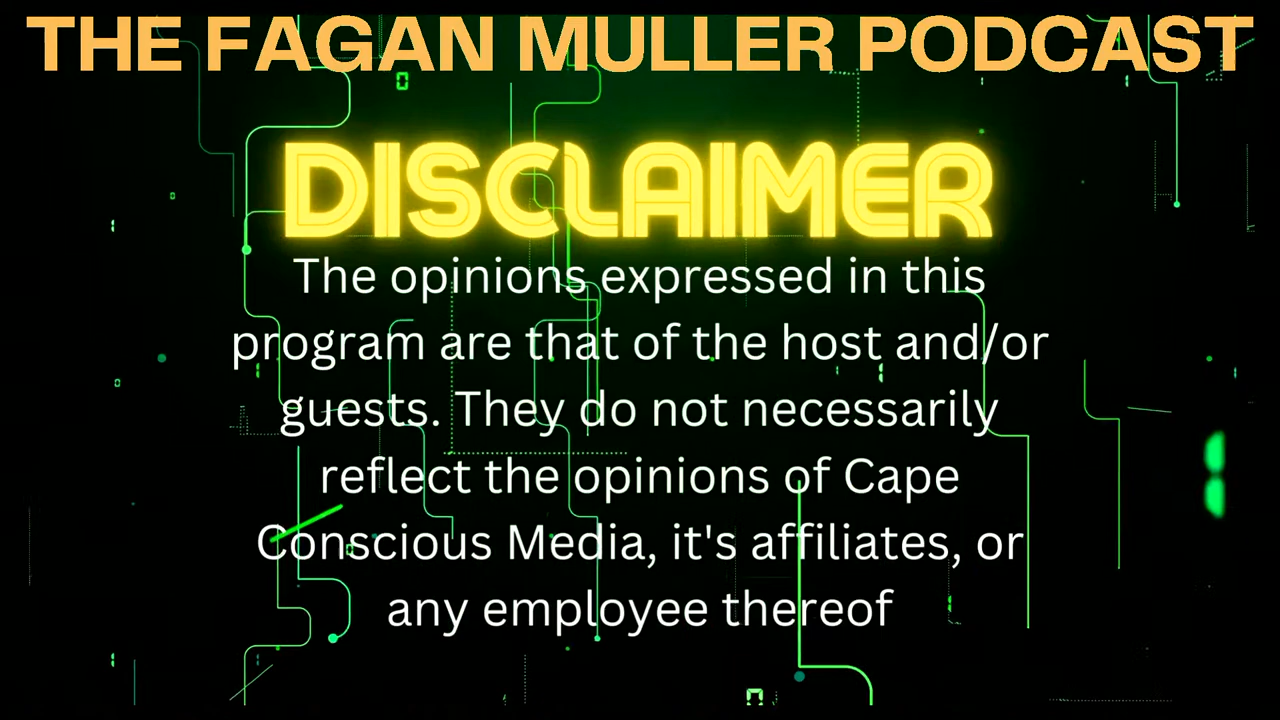 THE FAGAN MULLER PODCAST
DISCLAIMER
The opinions expressed in this
program are that of the host and/or
guests. They do not necessarily
reflect the opinions of Cape
Conscious Media, it's affiliates, or
any employee thereof